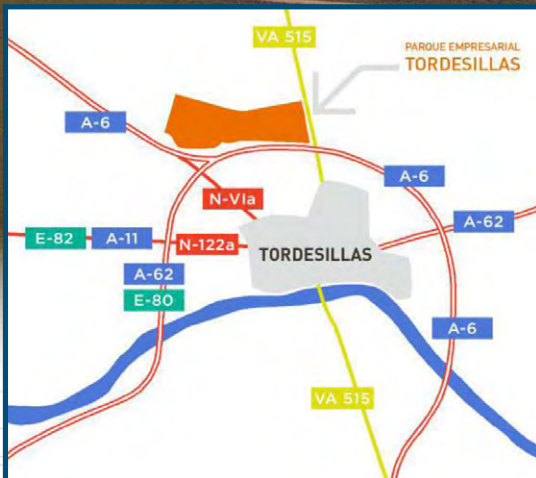 VA 515
PARQUE EMPRESARIAL
TORDESILLAS
A-6
A-6
N-VIa
A-62
E-82
A-11
N-122a
TORDESILLAS
A-62
E-80
A-6
VA 515